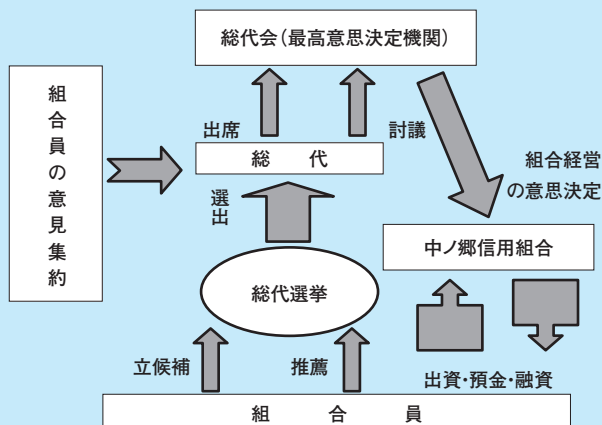 総代会(最高意思決定機関)
組合員の意見集約
出席
討議
総代
組合経営
の意思決定
選出
中ノ郷信用組合
総代選挙
立候補
推薦
出資・預金・融資
組合員